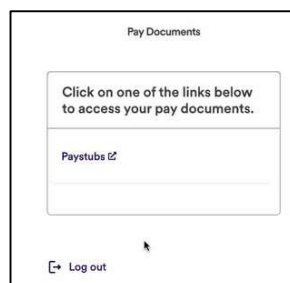 Pay Documents
Click on one of the links below
to access your pay documents.
Paystubs
Log out